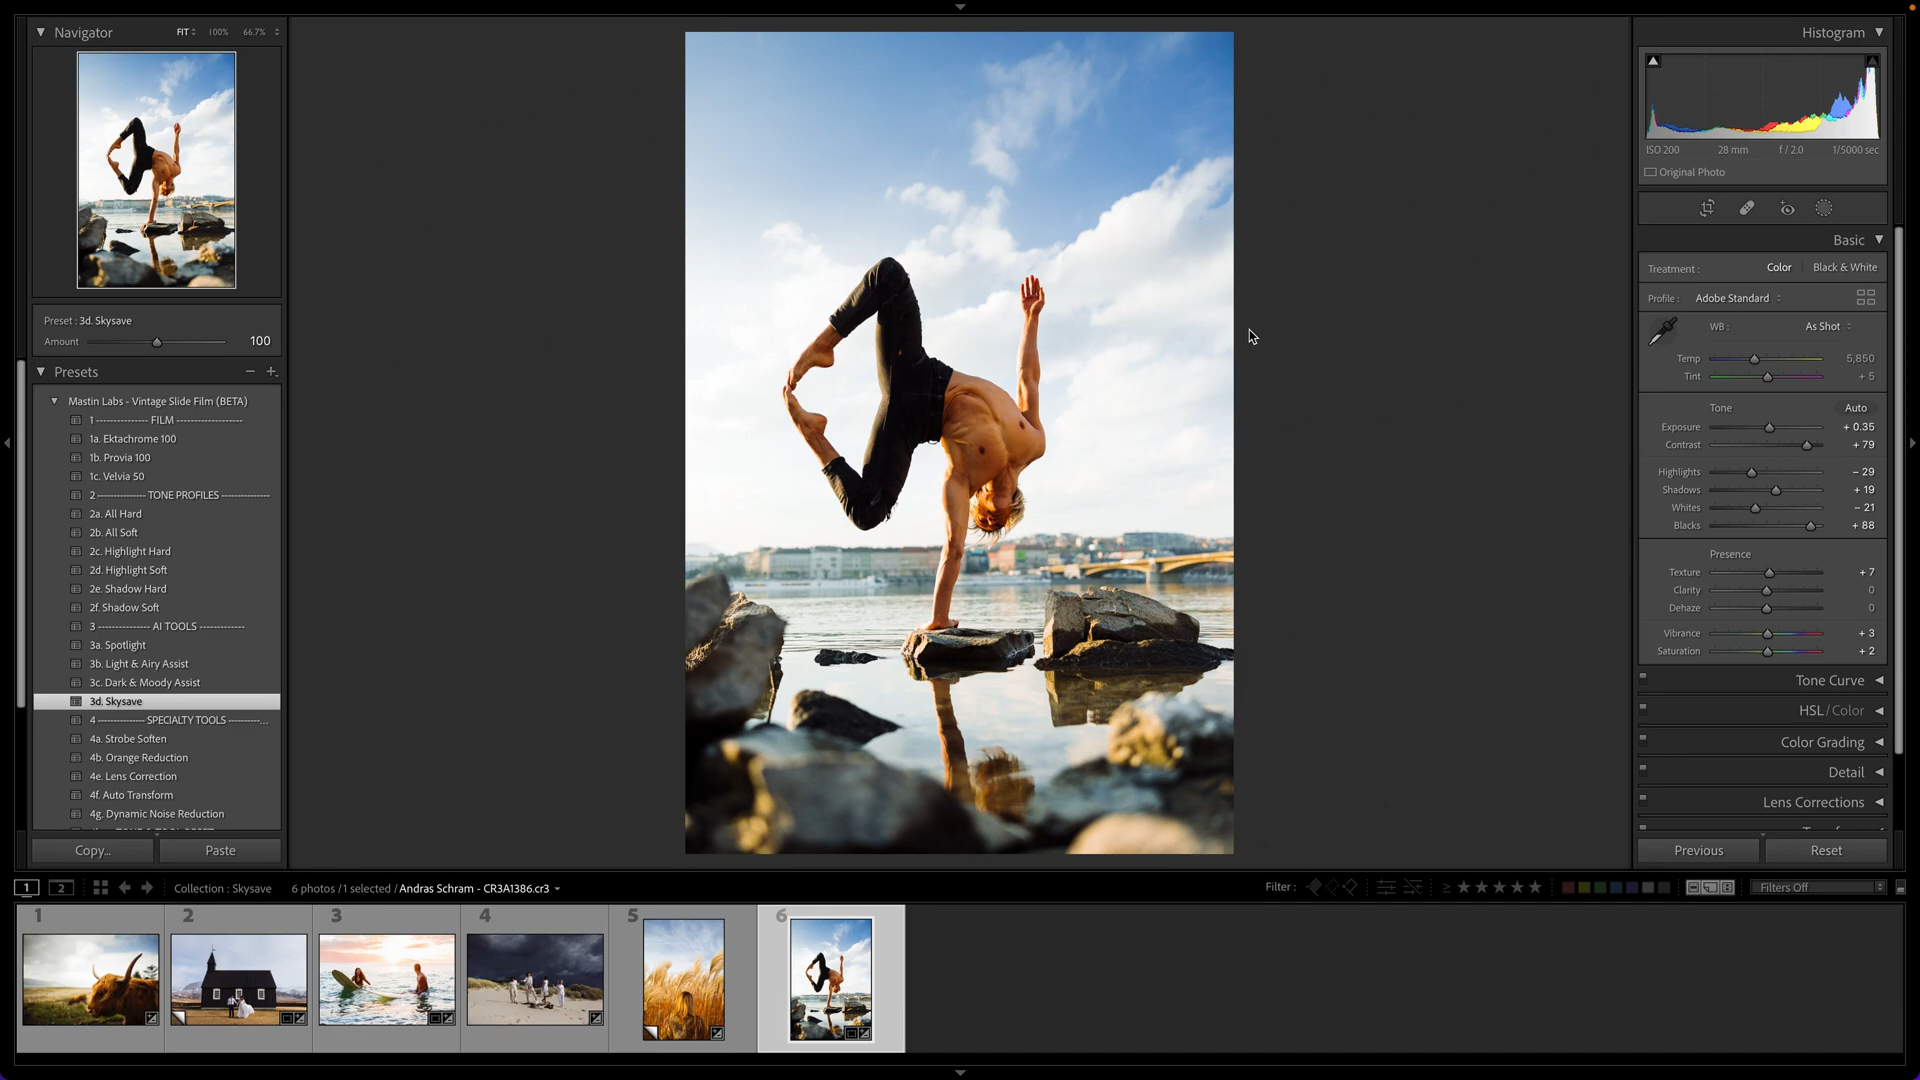 Navigator
FIT
100%
66.7%
Preset : 3d. Skysave
Amount
100
Presets
Mastin Labs - Vintage Slide Film (BETA)
1 --------------- FILM -------------------
1a. Ektachrome 100
1b. Provia 100
1c. Velvia 50
2 -------------- TONE PROFILES ---------------
2a. All Hard
2b. All Soft
2c. Highlight Hard
2d. Highlight Soft
2e. Shadow Hard
2f. Shadow Soft
3 --------------- AI TOOLS -------------
3a. Spotlight
3b. Light & Airy Assist
3c. Dark & Moody Assist
3d. Skysave
4 -------------- SPECIALTY TOOLS ----------...
4a. Strobe Soften
4b. Orange Reduction
4e. Lens Correction
4f. Auto Transform
4g. Dynamic Noise Reduction
Copy...
Paste
Histogram
ISO 200
28 mm
f / 2.0
1/5000 sec
Original Photo
Basic
Treatment :
Color
Black & White
Profile :
Adobe Standard
WB :
As Shot
Temp
5,850
Tint
+ 5
Tone
Auto
Exposure
+ 0.35
Contrast
+ 79
Highlights
– 29
Shadows
+ 19
Whites
– 21
Blacks
+ 88
Presence
Texture
+ 7
Clarity
0
Dehaze
0
Vibrance
+ 3
Saturation
+ 2
Tone Curve
HSL / Color
Color Grading
Detail
Lens Corrections
Previous
Reset
1
2
Collection : Skysave
6 photos / 1 selected / Andras Schram - CR3A1386.cr3
Filter :
≥
Filters Off
1
2
3
4
5
6